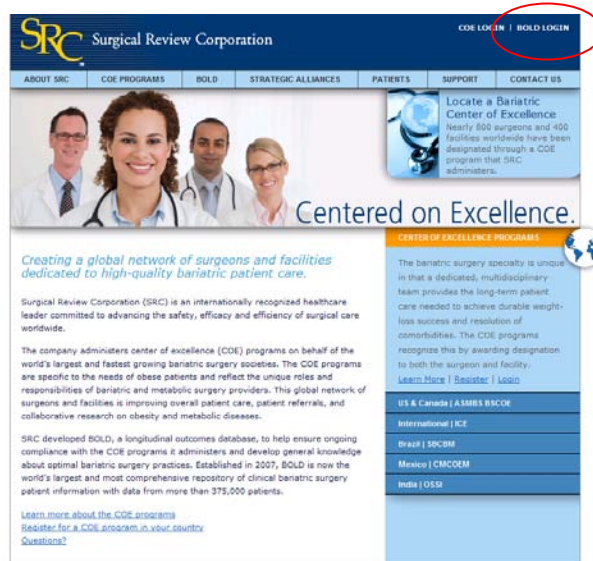 SRC Surgical Review Corporation
COE LOGIN | BOLD LOGIN
ABOUT SRC COE PROGRAMS BOLD STRATEGIC ALLIANCES PATIENTS SUPPORT CONTACT US
Locate a Bariatric
Center of Excellence
Nearly 800 surgeons and 400
facilities worldwide have been
designated through a COE
program that SRC
administers.
Centered on Excellence.
Creating a global network of surgeons and facilities
dedicated to high-quality bariatric patient care.
Surgical Review Corporation (SRC) is an internationally recognized healthcare
leader committed to advancing the safety, efficacy and efficiency of surgical care
worldwide.
The company administers center of excellence (COE) programs on behalf of the
world's largest and fastest growing bariatric surgery societies. The COE programs
are specific to the needs of obese patients and reflect the unique roles and
responsibilities of bariatric and metabolic surgery providers. This global network of
surgeons and facilities is improving overall patient care, patient referrals, and
collaborative research on obesity and metabolic diseases.
SRC developed BOLD, a longitudinal outcomes database, to help ensure ongoing
compliance with the COE programs it administers and develop general knowledge
about optimal bariatric surgery practices. Established in 2007, BOLD is now the
world's largest and most comprehensive repository of clinical bariatric surgery
patient information with data from more than 375,000 patients.
Learn more about the COE programs
Register for a COE program in your country
Questions?
CENTER OF EXCELLENCE PROGRAMS
The bariatric surgery specialty is unique
in that a dedicated, multidisciplinary
team provides the long-term patient
care needed to achieve durable weight-
loss success and resolution of
comorbidities. The COE programs
recognize this by awarding designation
to both the surgeon and facility.
Learn More | Register | Login
US & Canada | ASMBS BSCOE
International | ICE
Brazil | SBCBM
Mexico | CMCOEM
India | OSSI